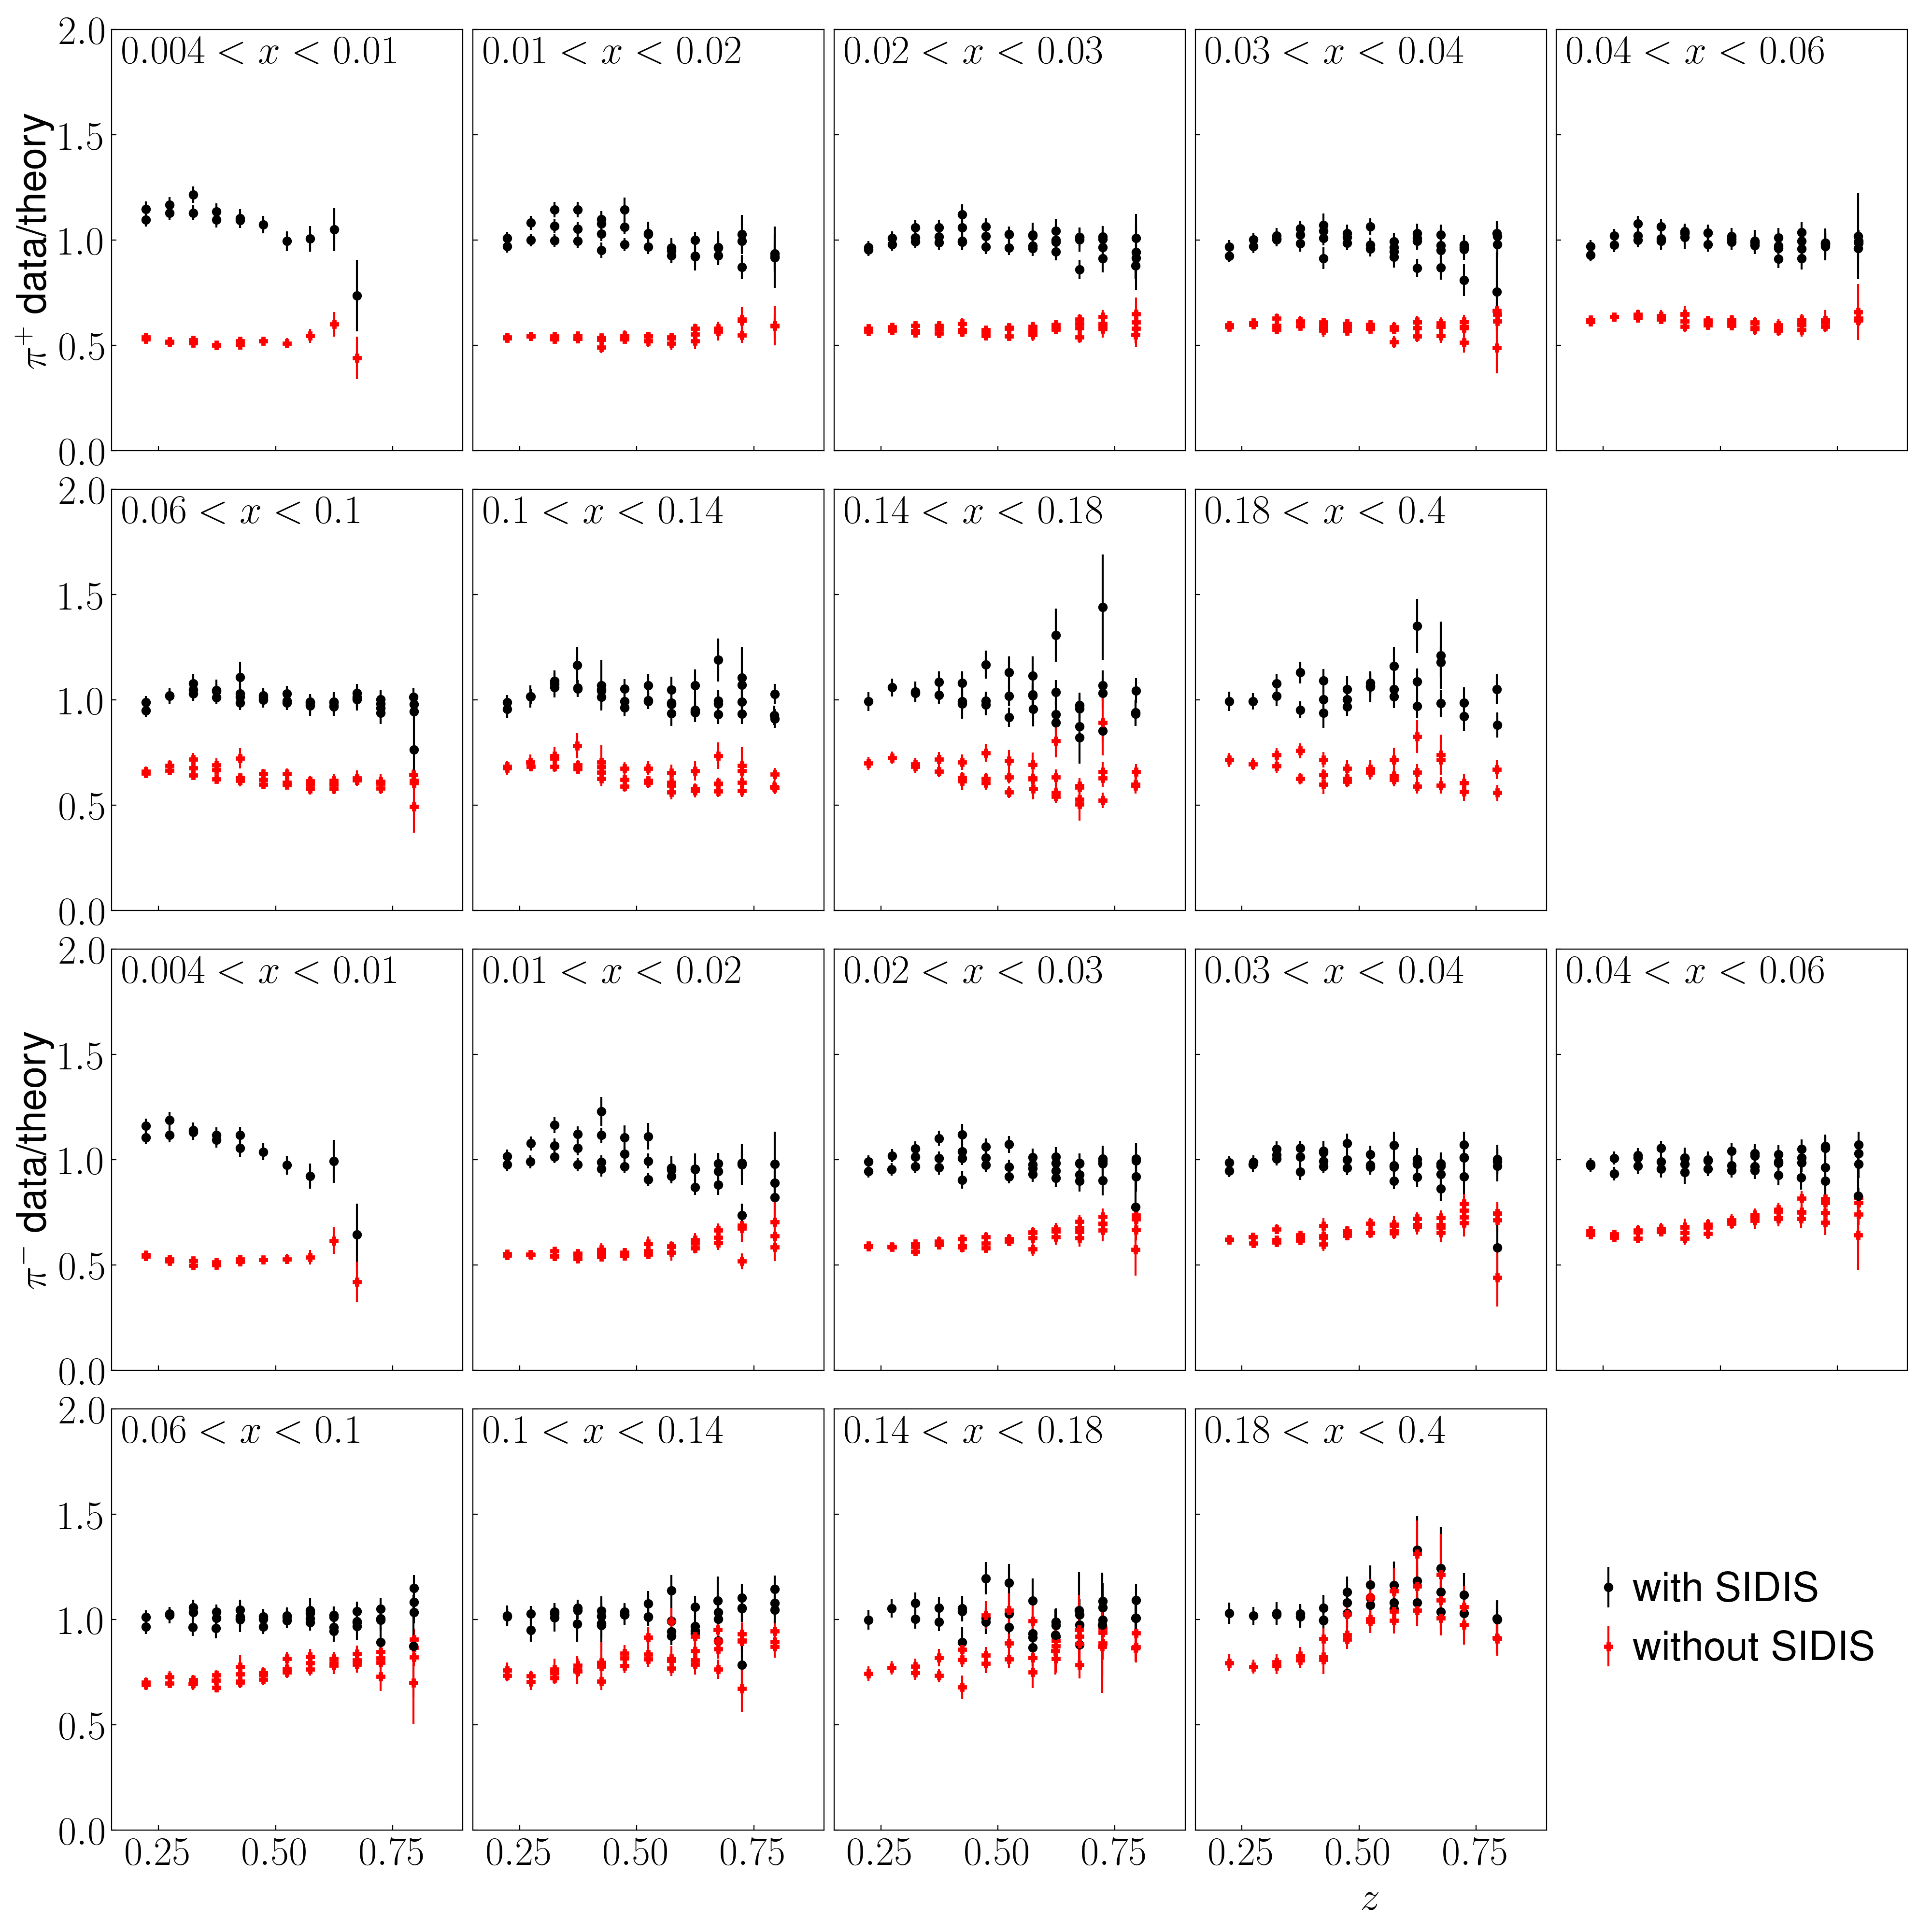 π⁺ data/theory
2.0
1.5
1.0
0.5
0.0
0.004 < x < 0.01
0.01 < x < 0.02
0.02 < x < 0.03
0.03 < x < 0.04
0.04 < x < 0.06
2.0
1.5
1.0
0.5
0.0
0.06 < x < 0.1
0.1 < x < 0.14
0.14 < x < 0.18
0.18 < x < 0.4
π⁻ data/theory
2.0
1.5
1.0
0.5
0.0
0.004 < x < 0.01
0.01 < x < 0.02
0.02 < x < 0.03
0.03 < x < 0.04
0.04 < x < 0.06
2.0
1.5
1.0
0.5
0.0
0.06 < x < 0.1
0.1 < x < 0.14
0.14 < x < 0.18
0.18 < x < 0.4
with SIDIS
without SIDIS
0.25 0.50 0.75
0.25 0.50 0.75
0.25 0.50 0.75
0.25 0.50 0.75
z